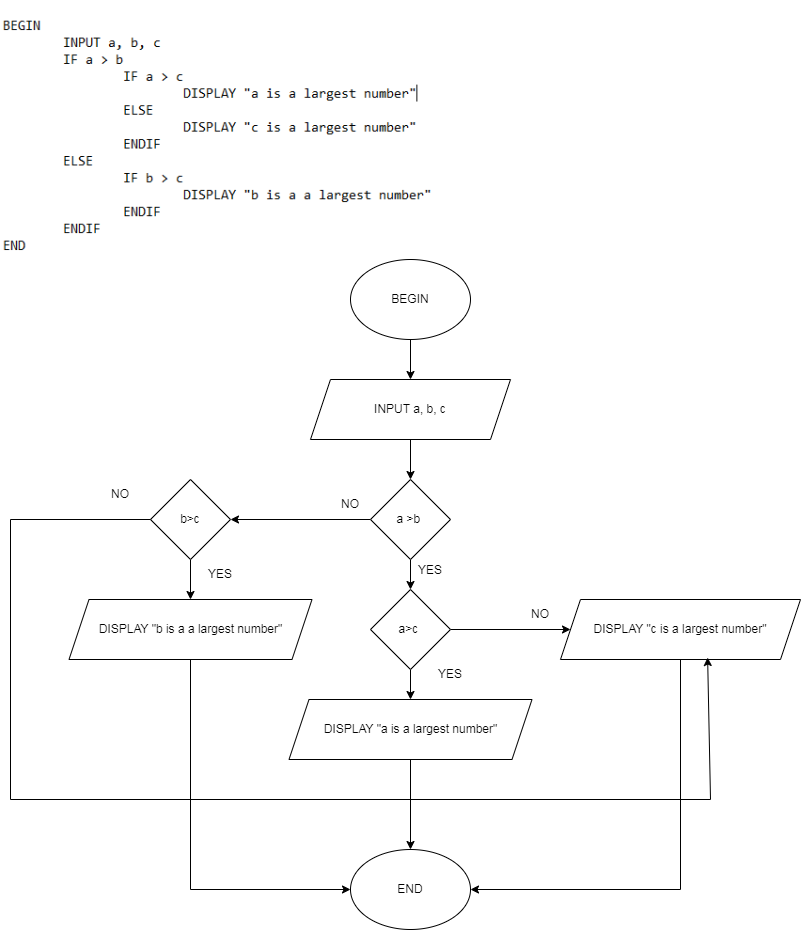 BEGIN
INPUT a, b, c
IF a > b
IF a > c
DISPLAY "a is a largest number"
ELSE
DISPLAY "c is a largest number"
ENDIF
ELSE
IF b > c
DISPLAY "b is a a largest number"
ENDIF
ENDIF
END
BEGIN
INPUT a, b, c
NO
b>c
NO
a >b
YES
YES
DISPLAY "b is a a largest number"
a>c
NO
DISPLAY "c is a largest number"
YES
DISPLAY "a is a largest number"
END